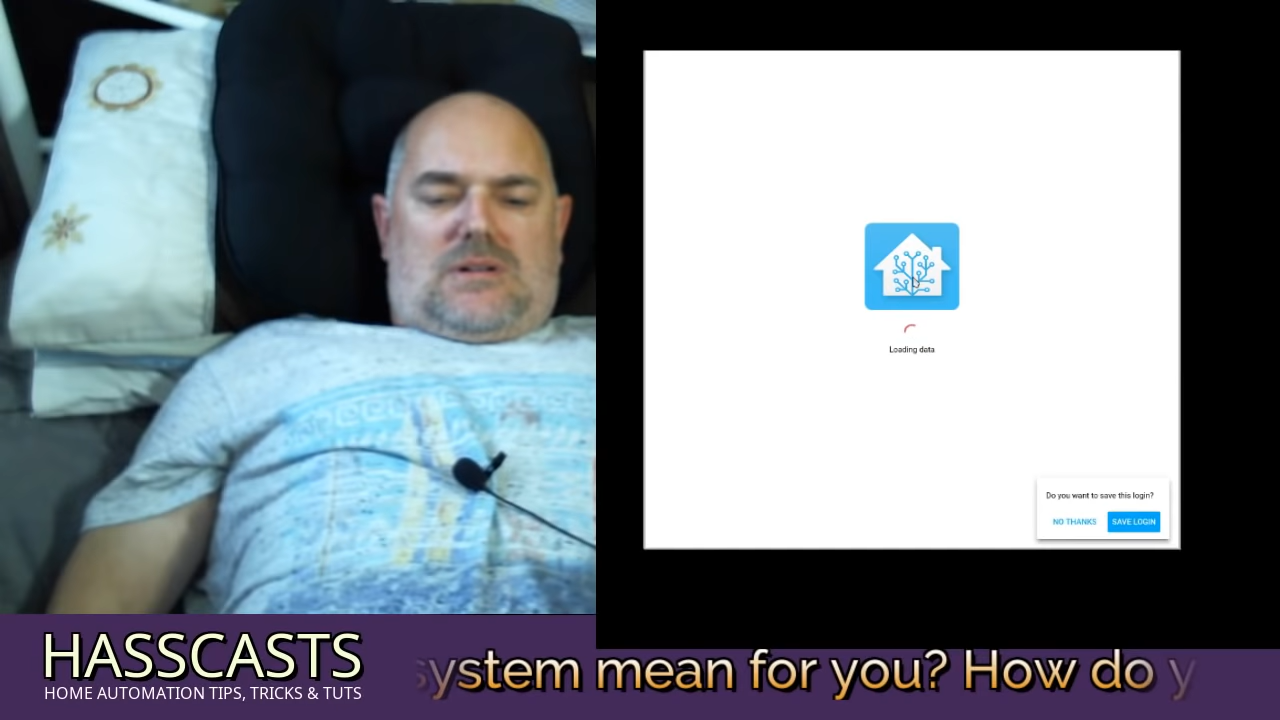 Loading data
Do you want to save this login?
NO THANKS SAVE LOGIN
HASSCASTS
HOME AUTOMATION TIPS, TRICKS & TUTS
system mean for you? How do y